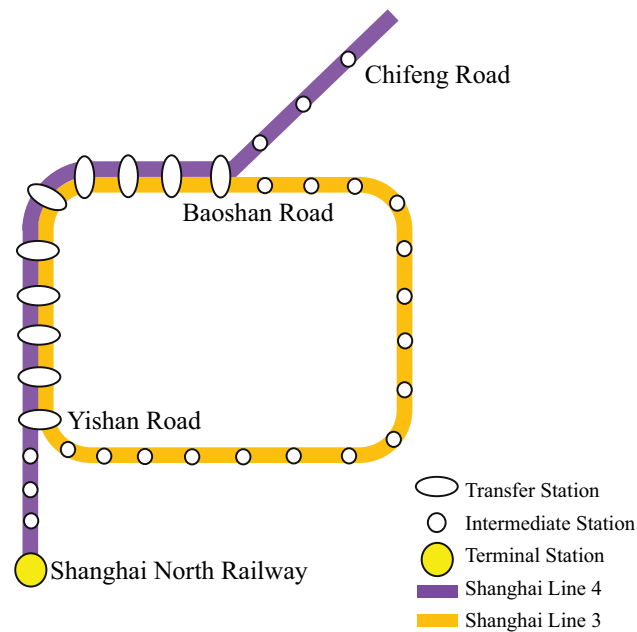 Chifeng Road
Baoshan Road
Yishan Road
Shanghai North Railway
Transfer Station
Intermediate Station
Terminal Station
Shanghai Line 4
Shanghai Line 3